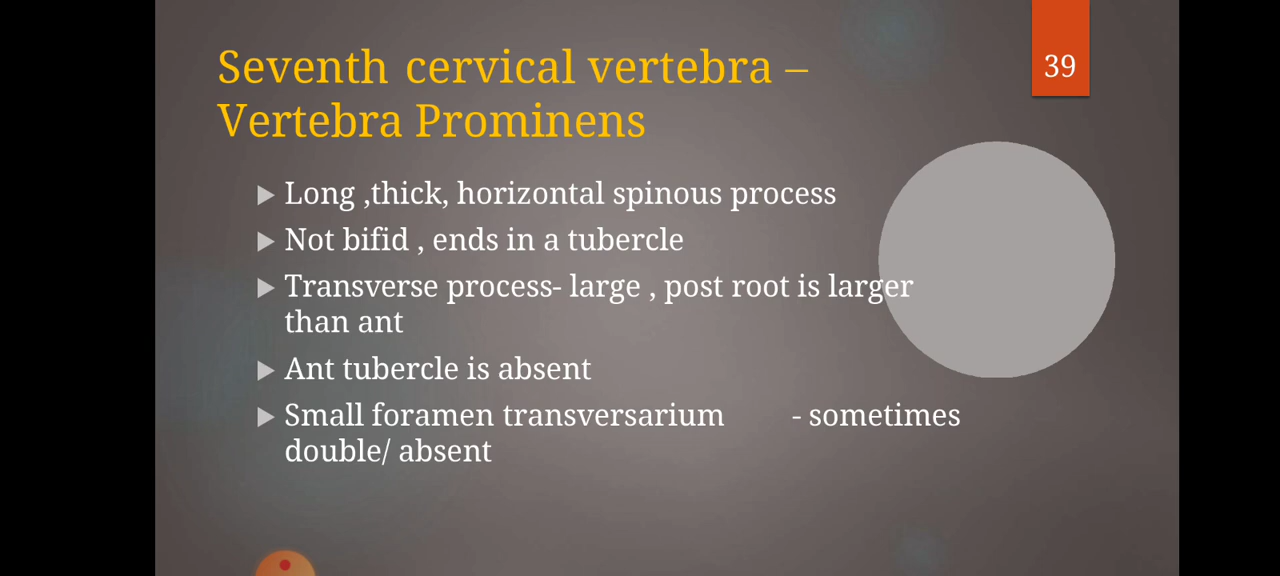 39
Seventh cervical vertebra –
Vertebra Prominens
Long ,thick, horizontal spinous process
Not bifid , ends in a tubercle
Transverse process- large , post root is larger
than ant
Ant tubercle is absent
Small foramen transversarium - sometimes
double/ absent